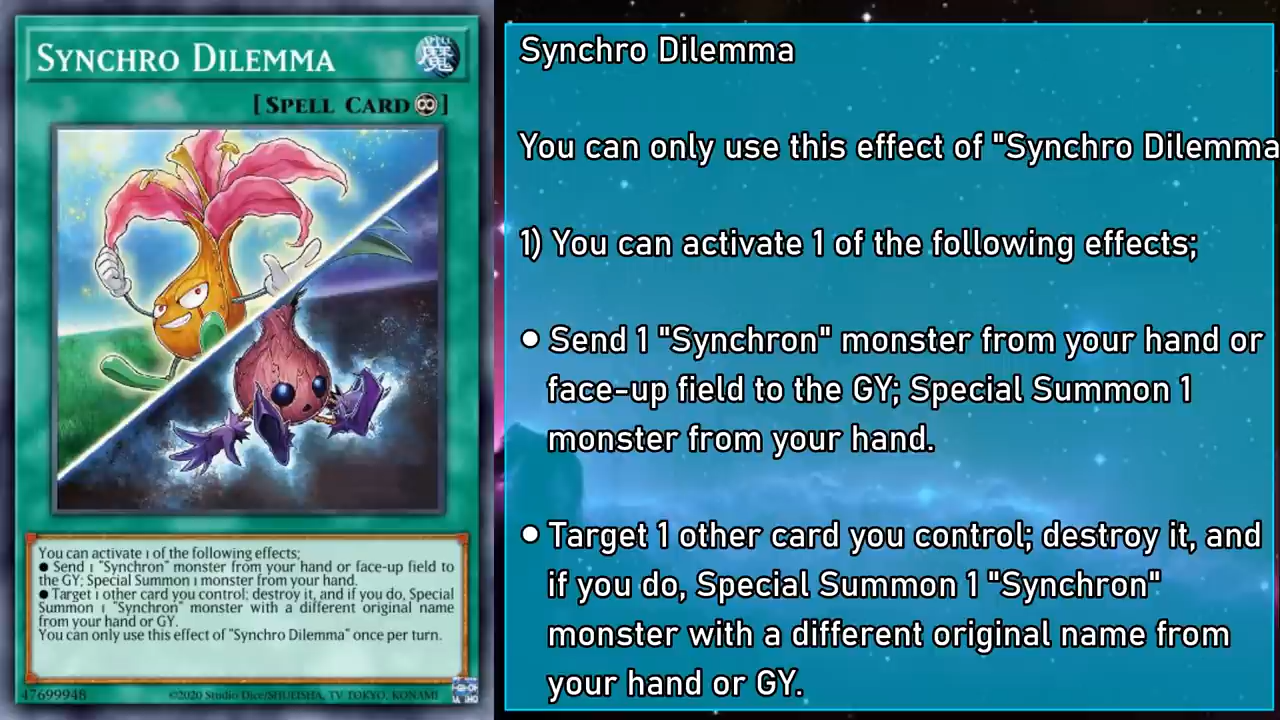 SYNCHRO DILEMMA
魔
[SPELL CARD]
You can activate 1 of the following effects;
● Send 1 "Synchron" monster from your hand or face-up field to
the GY; Special Summon 1 monster from your hand.
● Target 1 other card you control; destroy it, and if you do, Special
Summon 1 "Synchron" monster with a different original name
from your hand or GY.
You can only use this effect of "Synchro Dilemma" once per turn.
47699948
©2020 Studio Dice/SHUEISHA, TV TOKYO, KONAMI
Synchro Dilemma
You can only use this effect of "Synchro Dilemma
1) You can activate 1 of the following effects;
● Send 1 "Synchron" monster from your hand or
face-up field to the GY; Special Summon 1
monster from your hand.
● Target 1 other card you control; destroy it, and
if you do, Special Summon 1 "Synchron"
monster with a different original name from
your hand or GY.